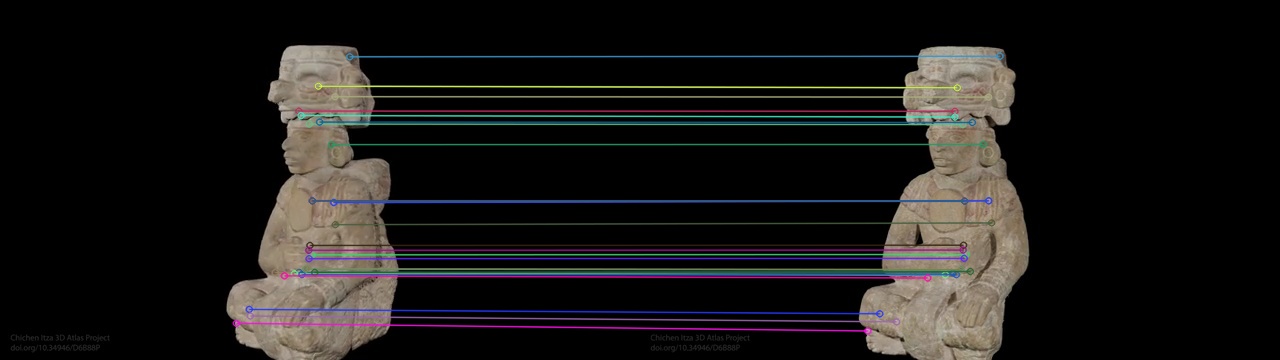 Chichen Itza 3D Atlas Project
doi.org/10.34946/D6B88P
Chichen Itza 3D Atlas Project
doi.org/10.34946/D6B88P